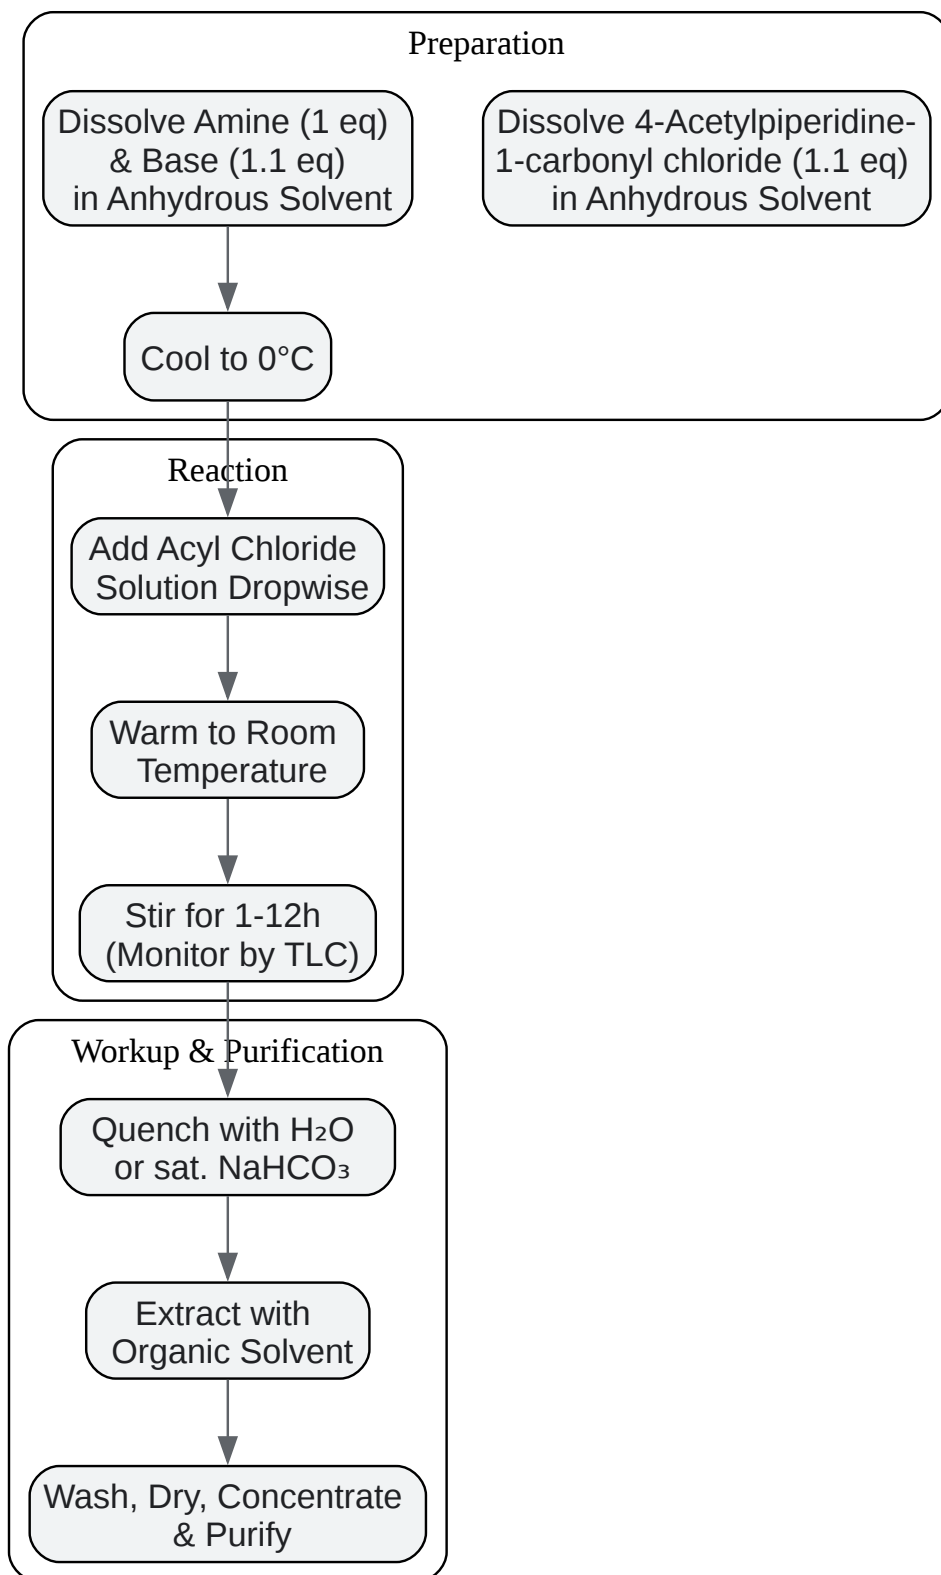 Preparation
Dissolve Amine (1 eq)
& Base (1.1 eq)
in Anhydrous Solvent
Dissolve 4-Acetylpiperidine-
1-carbonyl chloride (1.1 eq)
in Anhydrous Solvent
Cool to 0°C
Reaction
Add Acyl Chloride
Solution Dropwise
Warm to Room
Temperature
Stir for 1-12h
(Monitor by TLC)
Workup & Purification
Quench with H₂O
or sat. NaHCO₃
Extract with
Organic Solvent
Wash, Dry, Concentrate
& Purify